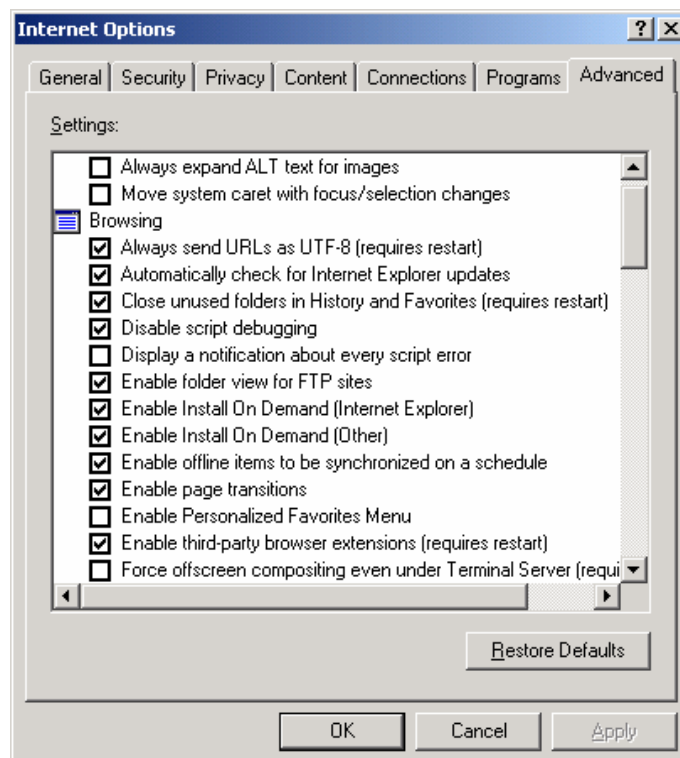 Internet Options
General Security Privacy Content Connections Programs Advanced
Settings:
Always expand ALT text for images
Move system caret with focus/selection changes
Browsing
Always send URLs as UTF-8 (requires restart)
Automatically check for Internet Explorer updates
Close unused folders in History and Favorites (requires restart)
Disable script debugging
Display a notification about every script error
Enable folder view for FTP sites
Enable Install On Demand (Internet Explorer)
Enable Install On Demand (Other)
Enable offline items to be synchronized on a schedule
Enable page transitions
Enable Personalized Favorites Menu
Enable third-party browser extensions (requires restart)
Force offscreen compositing even under Terminal Server (requi
Restore Defaults
OK Cancel Apply